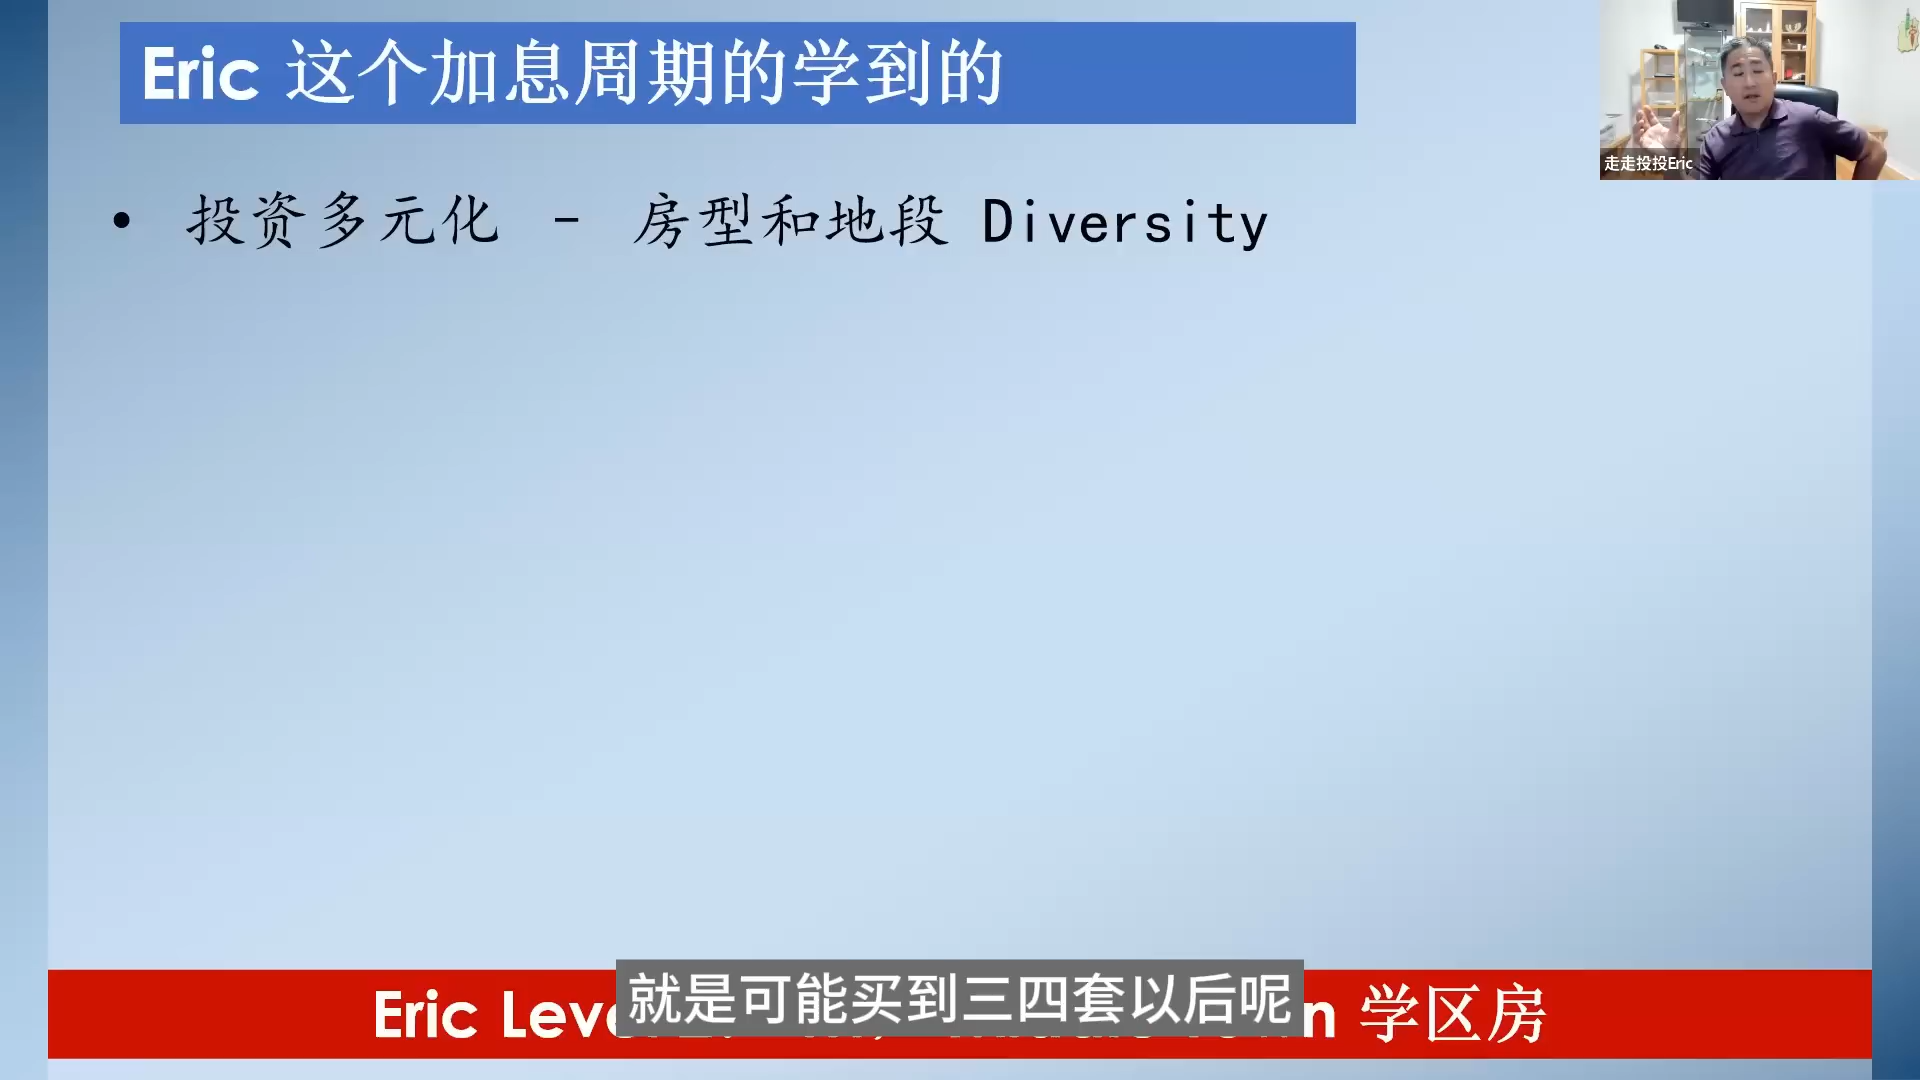 Eric 这个加息周期的学到的
走走投投Eric
• 投资多元化 - 房型和地段 Diversity
就是可能买到三四套以后呢
Eric 学区房